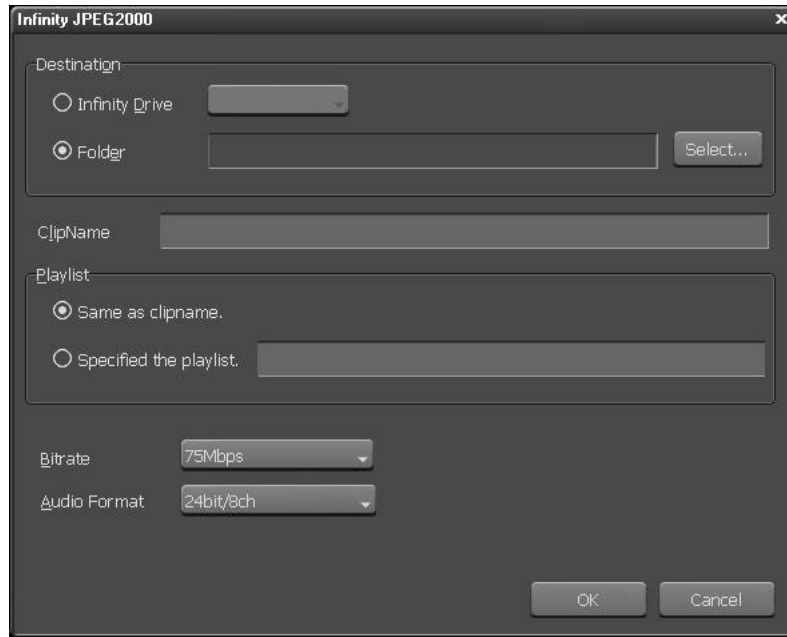 Infinity JPEG2000
Destination
Infinity Drive
Folder
Select...
ClipName
Playlist
Same as clipname.
Specified the playlist.
Bitrate
75Mbps
Audio Format
24bit/8ch
OK
Cancel